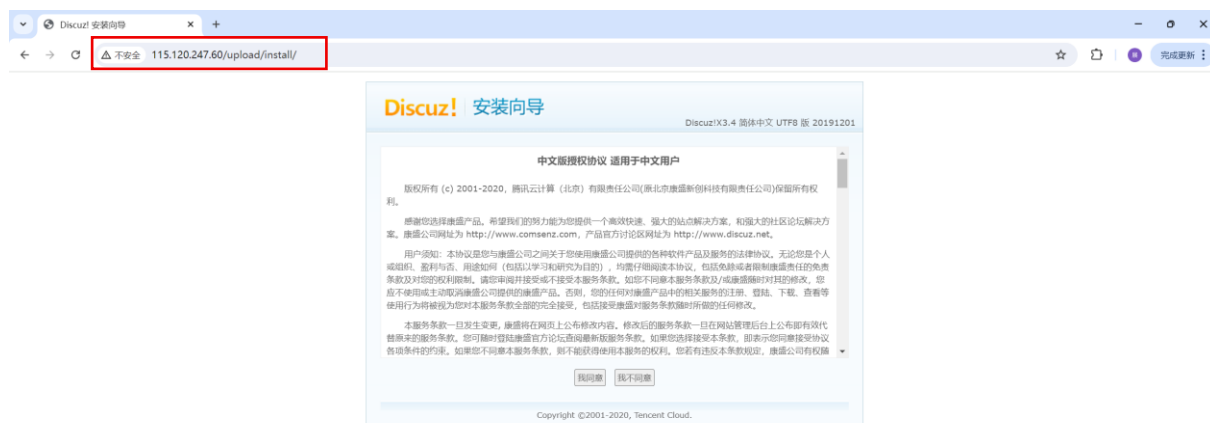 Discuz! 安装向导
不安全 115.120.247.60/upload/install/
完成更新
Discuz! 安装向导
Discuz!X3.4 简体中文 UTF8 版 20191201
中文版授权协议 适用于中文用户
版权所有 (c) 2001-2020，腾讯云计算（北京）有限责任公司(原北京康盛新创科技有限责任公司)保留所有权
利。
感谢您选择康盛产品。希望我们的努力能为您提供一个高效快速、强大的站点解决方案，和强大的社区论坛解决方
案。康盛公司网址为 http://www.comsenz.com，产品官方讨论区网址为 http://www.discuz.net。
用户须知：本协议是您与康盛公司之间关于您使用康盛公司提供的各种软件产品及服务的法律协议。无论您是个人
或组织、盈利与否、用途如何（包括以学习和研究为目的），均需仔细阅读本协议，包括免除或者限制康盛责任的免责
条款及对您的权利限制。请您审阅并接受或不接受本服务条款。如您不同意本服务条款及/或康盛随时对其的修改，您
应不使用或主动取消康盛公司提供的康盛产品。否则，您的任何对康盛产品中的相关服务的注册、登陆、下载、查看等
使用行为将被视为您对本服务条款全部的完全接受，包括接受康盛对服务条款随时所做的任何修改。
本服务条款一旦发生变更, 康盛将在网页上公布修改内容。修改后的服务条款一旦在网站管理后台上公布即有效代
替原来的服务条款。您可随时登陆康盛官方论坛查阅最新版服务条款。如果您选择接受本条款，即表示您同意接受协议
各项条件的约束。如果您不同意本服务条款，则不能获得使用本服务的权利。您若有违反本条款规定，康盛公司有权随
我同意 我不同意
Copyright ©2001-2020, Tencent Cloud.